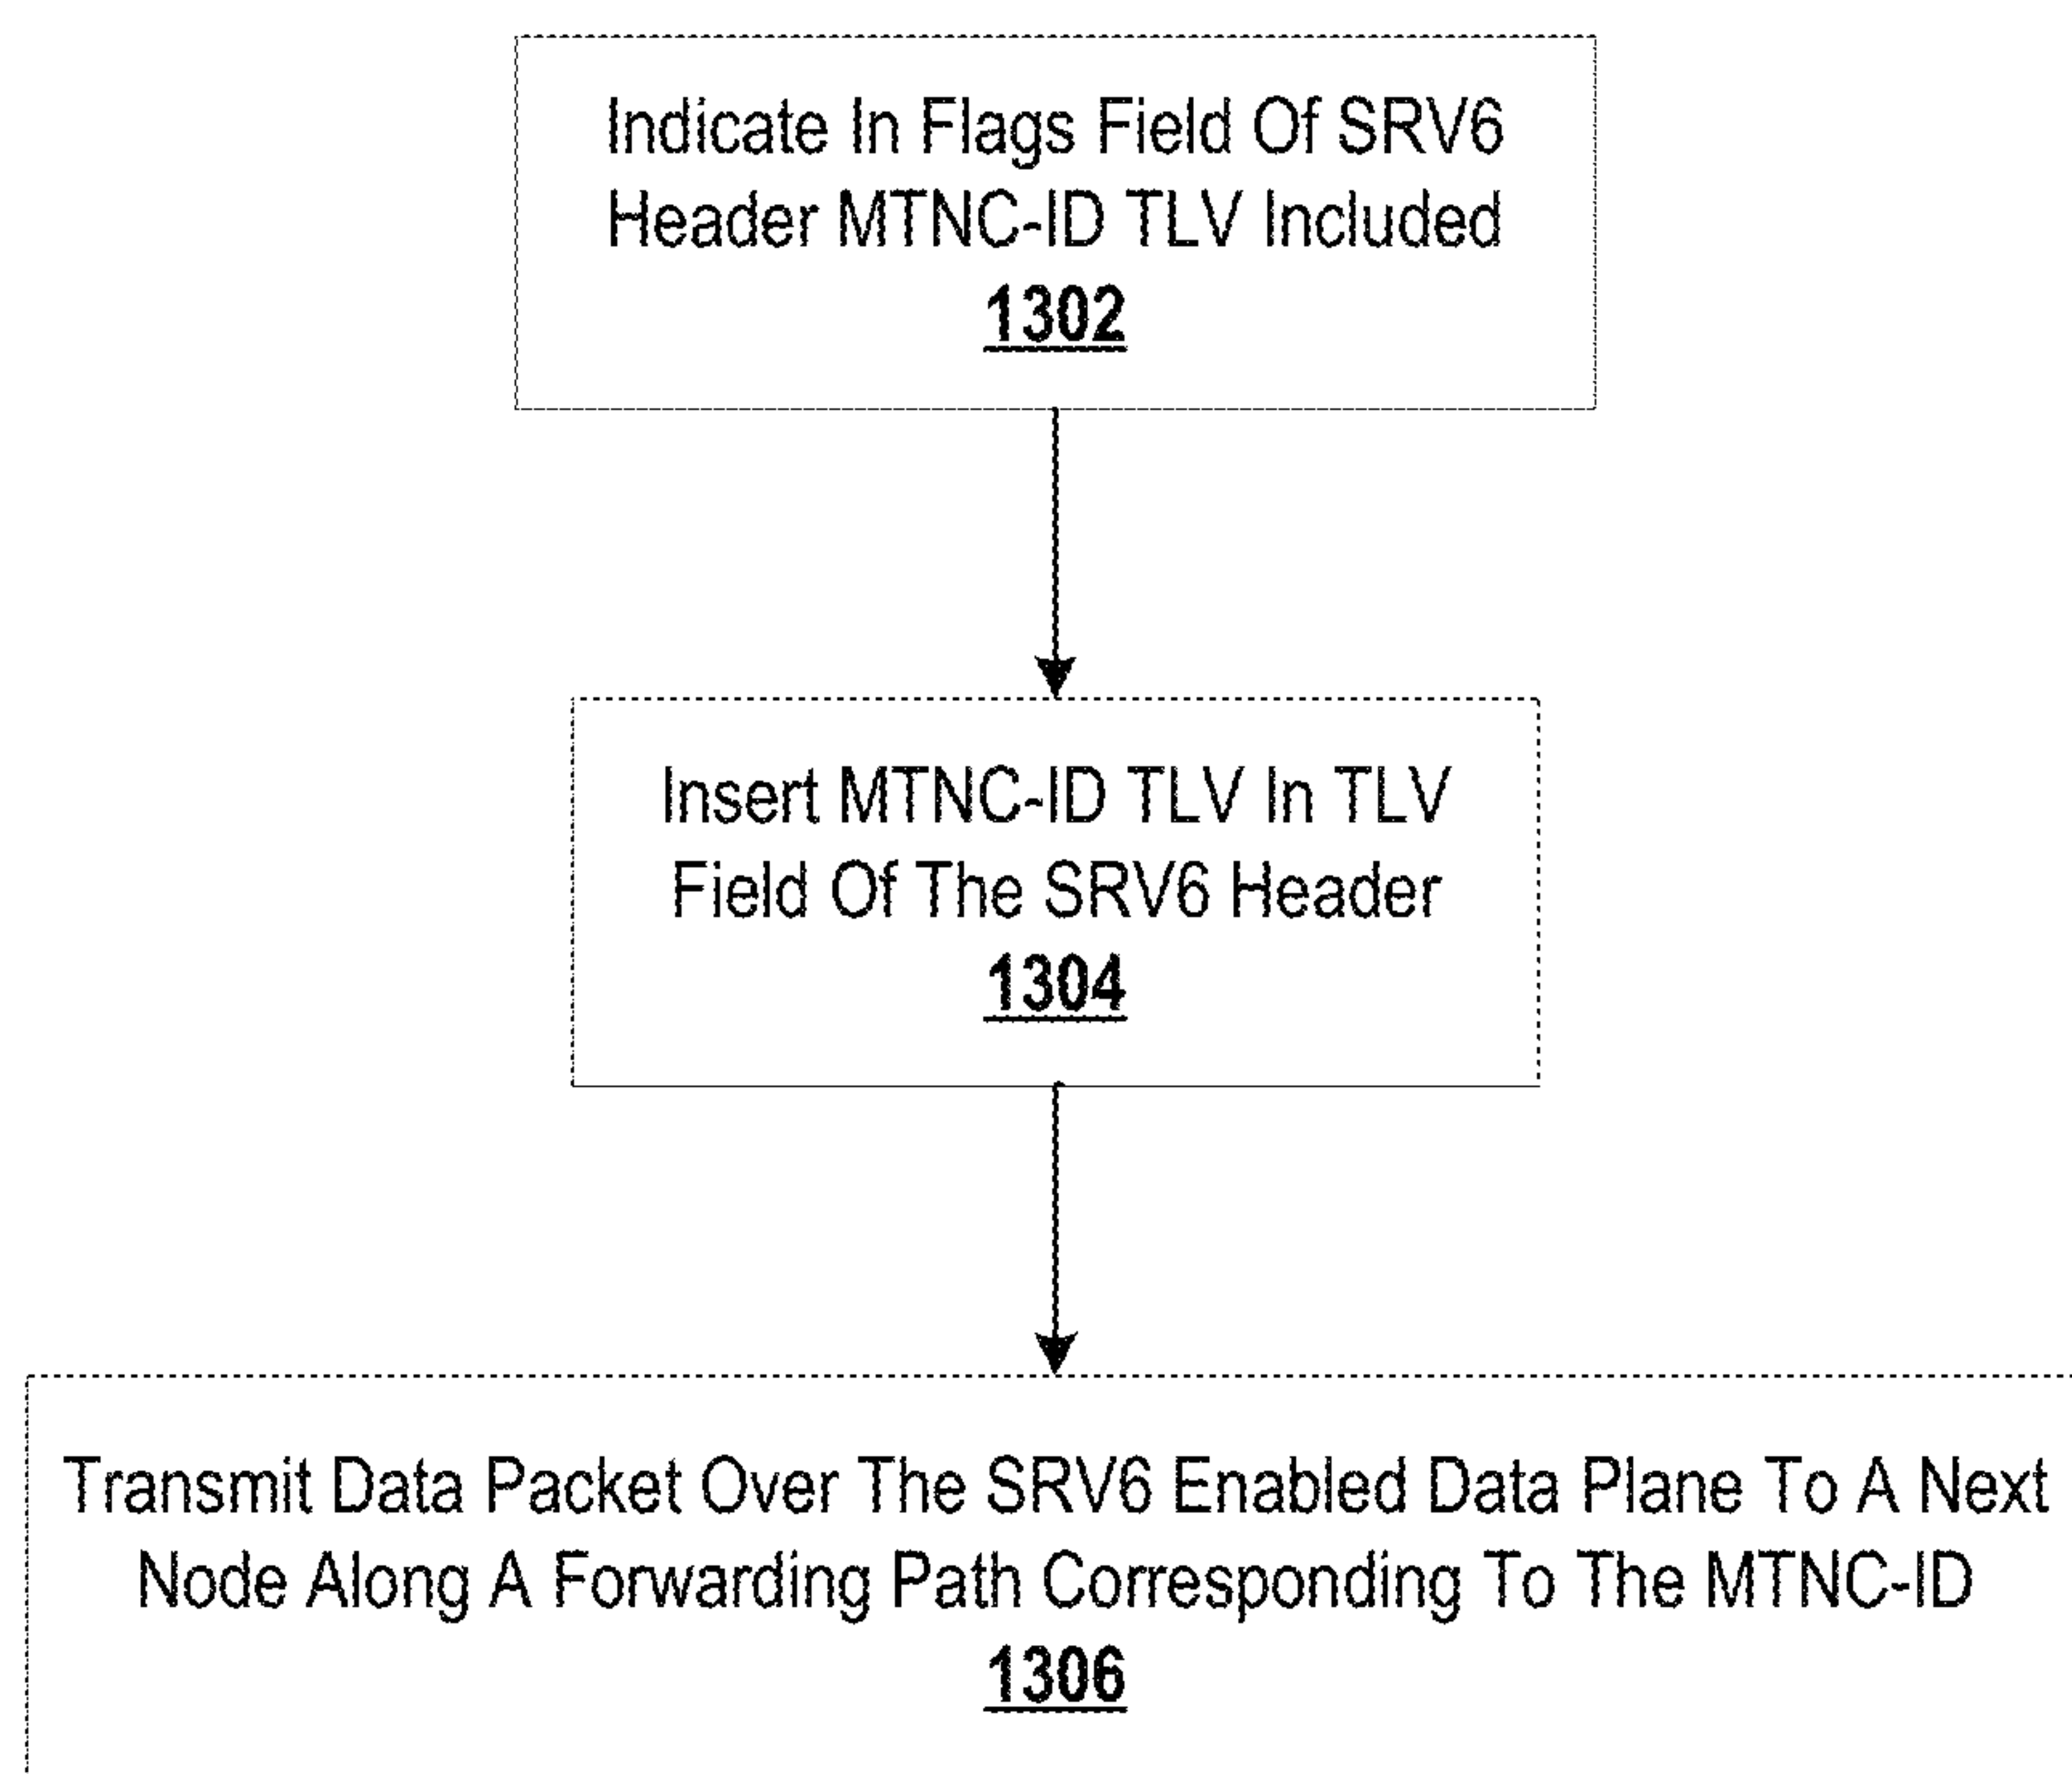 Indicate In Flags Field Of SRV6
Header MTNC-ID TLV Included
1302
Insert MTNC-ID TLV In TLV
Field Of The SRV6 Header
1304
Transmit Data Packet Over The SRV6 Enabled Data Plane To A Next
Node Along A Forwarding Path Corresponding To The MTNC-ID
1306